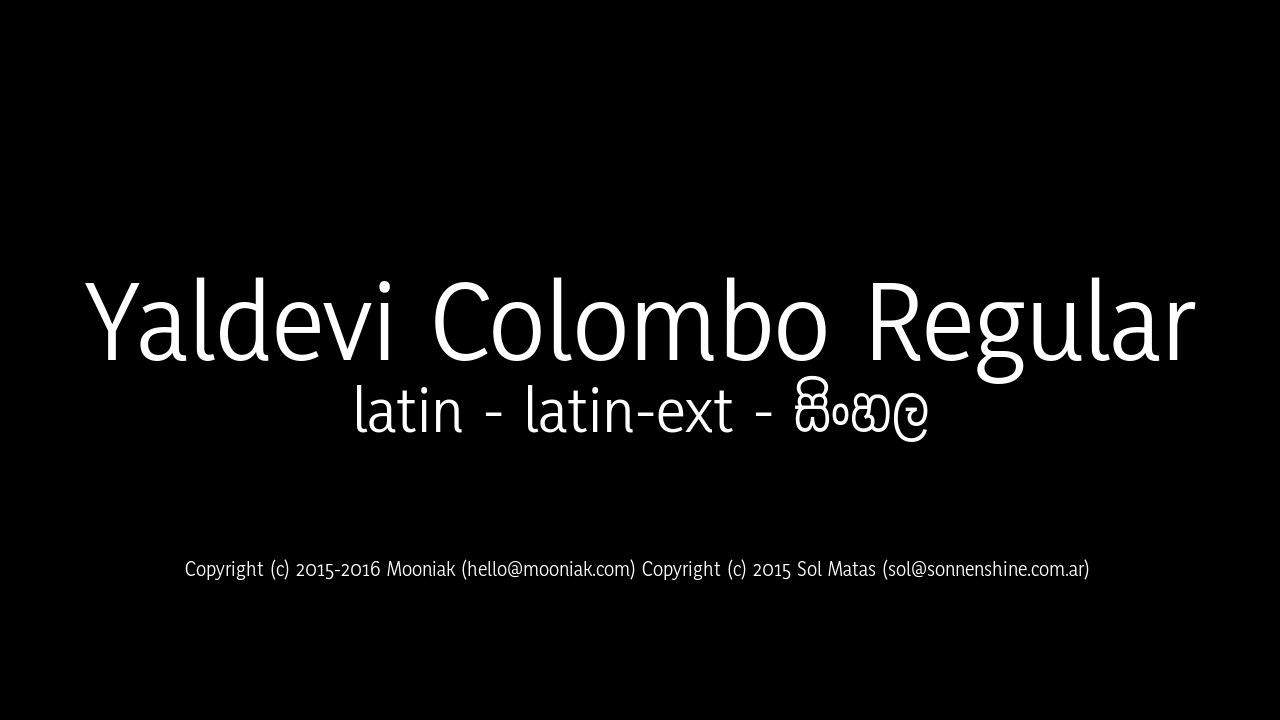 Yaldevi Colombo Regular
latin - latin-ext - සිංහල
Copyright (c) 2015-2016 Mooniak (hello@mooniak.com) Copyright (c) 2015 Sol Matas (sol@sonnenshine.com.ar)